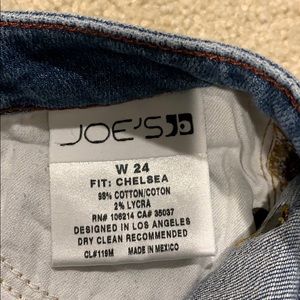 JOE'S
W 24
FIT: CHELSEA
98% COTTON/COTON
2% LYCRA
RN# 106214 CA# 35037
DESIGNED IN LOS ANGELES
DRY CLEAN RECOMMENDED
CL#119M MADE IN MEXICO